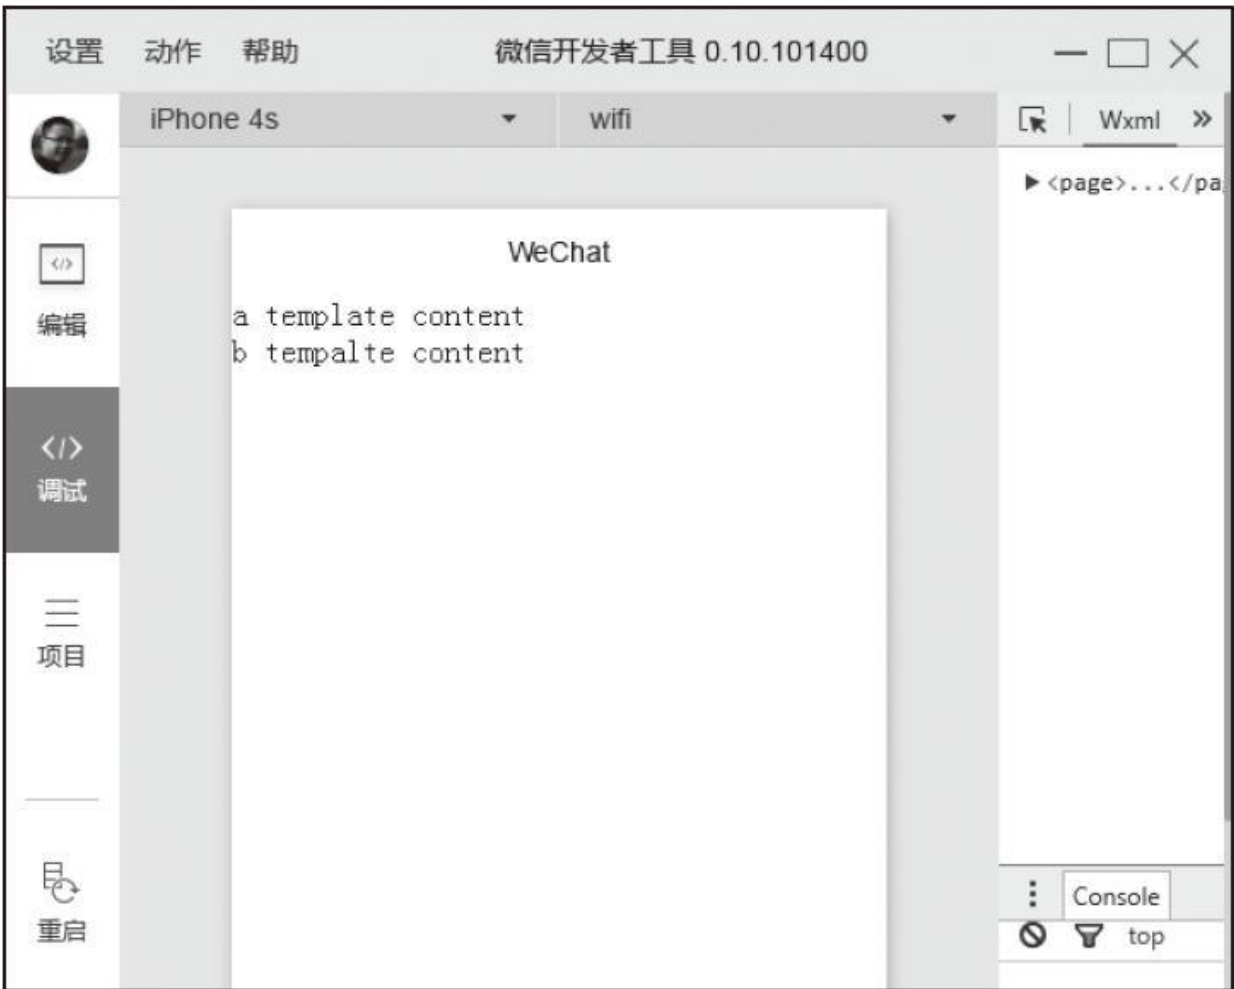 设置 动作 帮助 微信开发者工具 0.10.101400
iPhone 4s wifi Wxml »
<page>...</pa
WeChat
</>
编辑
a template content
b tempalte content
</>
调试
项目
重启
Console
top